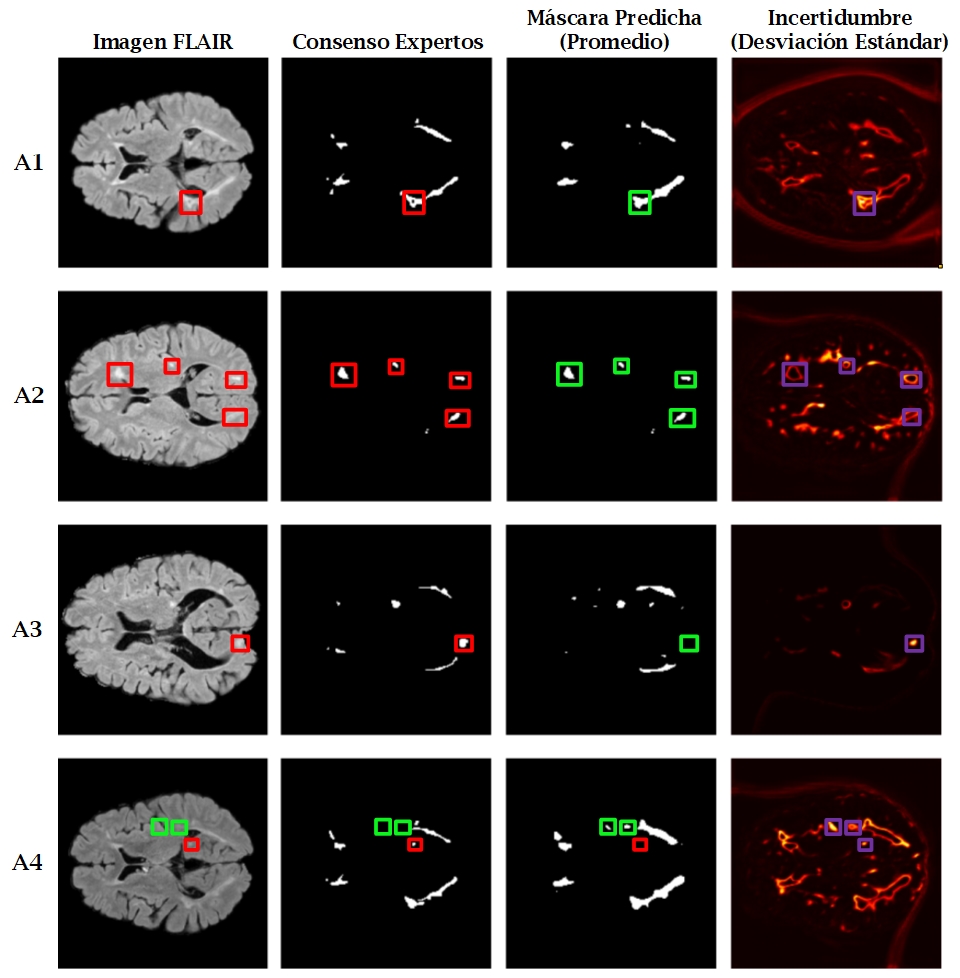 Imagen FLAIR
Consenso Expertos
Máscara Predicha
(Promedio)
Incertidumbre
(Desviación Estándar)
A1
A2
A3
A4